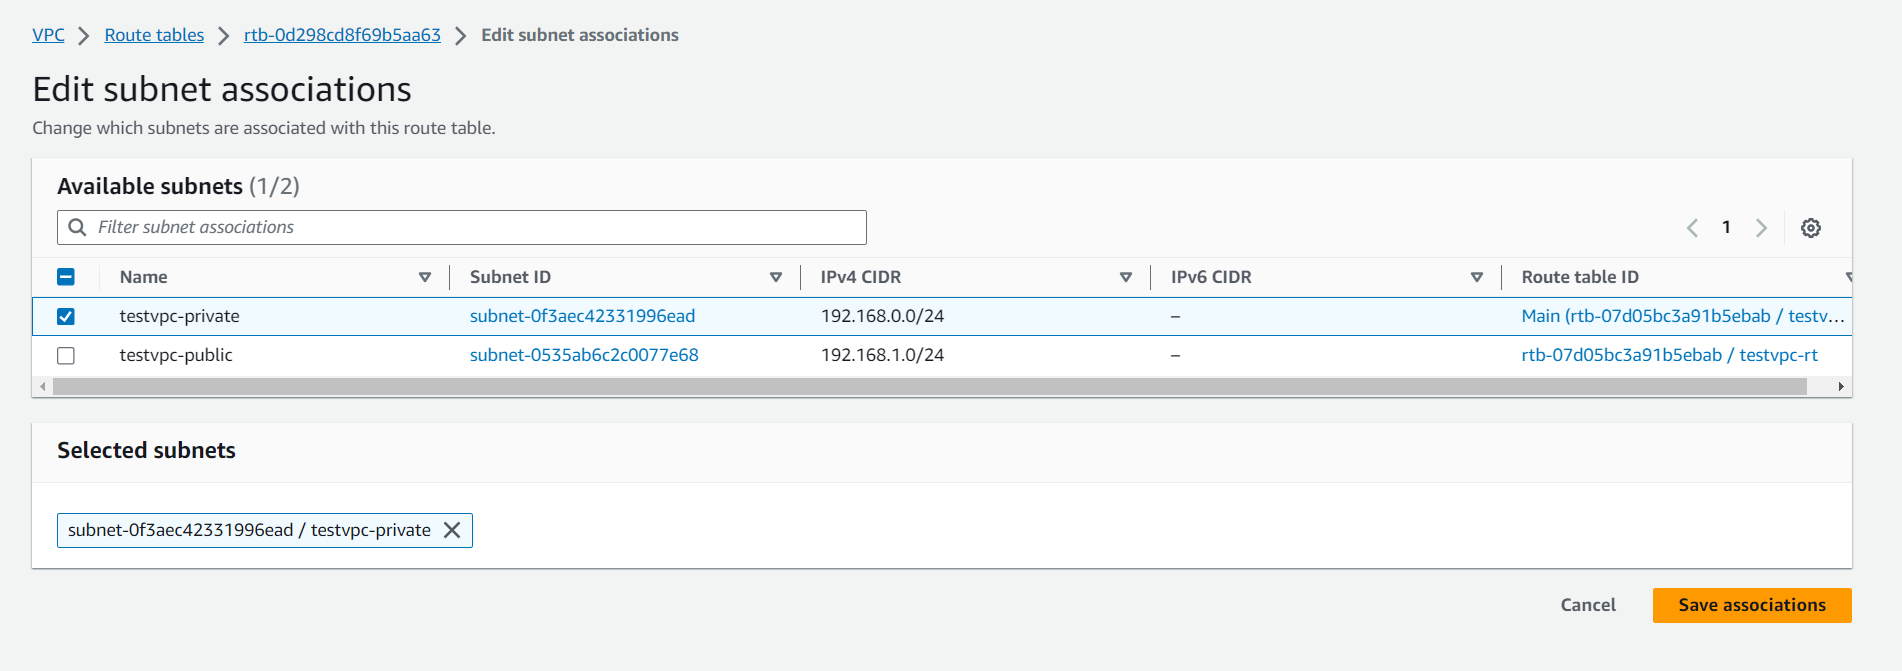 VPC > Route tables > rtb-0d298cd8f69b5aa63 > Edit subnet associations
Edit subnet associations
Change which subnets are associated with this route table.
Available subnets (1/2)
Filter subnet associations
1
Name Subnet ID IPv4 CIDR IPv6 CIDR Route table ID
testvpc-private subnet-0f3aec42331996ead 192.168.0.0/24 – Main (rtb-07d05bc3a91b5ebab / testv...
testvpc-public subnet-0535ab6c2c0077e68 192.168.1.0/24 – rtb-07d05bc3a91b5ebab / testvpc-rt
Selected subnets
subnet-0f3aec42331996ead / testvpc-private
Cancel Save associations